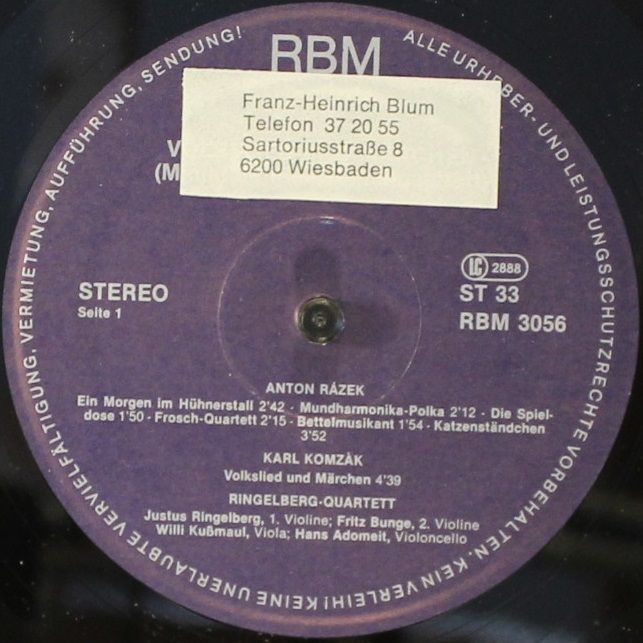 RBM
ALLE URHEBER- UND LEISTUNGSSCHUTZRECHTE VORBEHALTEN. KEIN VERLEIH! KEINE UNERLAUBTE VERVIELFÄLTIGUNG, VERMIETUNG, AUFFÜHRUNG, SENDUNG!
Franz-Heinrich Blum
Telefon 37 20 55
Sartoriusstraße 8
6200 Wiesbaden
V
(M
STEREO
Seite 1
LC 2888
ST 33
RBM 3056
ANTON RÁZEK
Ein Morgen im Hühnerstall 2'42 · Mundharmonika-Polka 2'12 · Die Spiel-
dose 1'50 · Frosch-Quartett 2'15 · Bettelmusikant 1'54 · Katzenständchen
3'52
KARL KOMZÀK
Volkslied und Märchen 4'39
RINGELBERG-QUARTETT
Justus Ringelberg, 1. Violine; Fritz Bunge, 2. Violine
Willi Kußmaul, Viola; Hans Adomeit, Violoncello